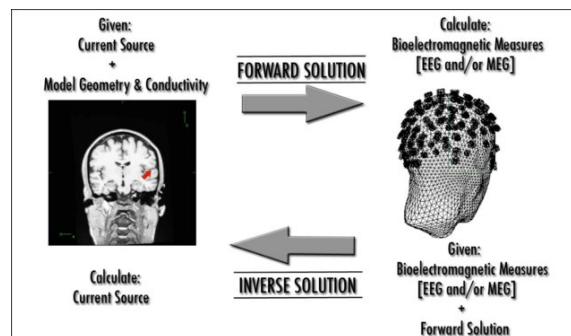 Given:
Current Source
+
Model Geometry & Conductivity
FORWARD SOLUTION
Calculate:
Bioelectromagnetic Measures
[EEG and/or MEG]
Calculate:
Current Source
INVERSE SOLUTION
Given:
Bioelectromagnetic Measures
[EEG and/or MEG]
+
Forward Solution